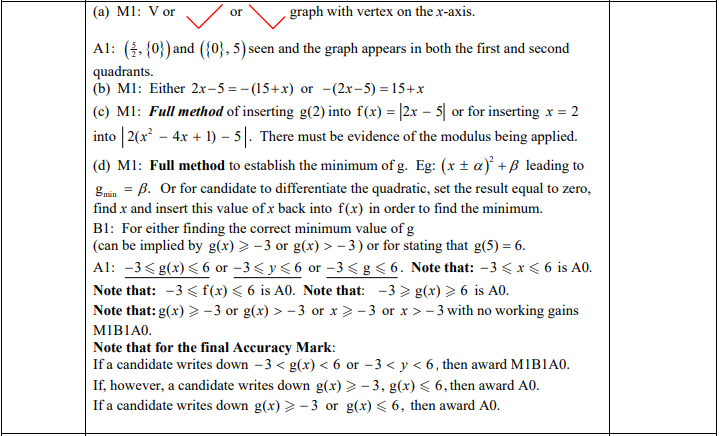 (a) M1: V or or graph with vertex on the x-axis.
A1: (5/2, {0}) and ({0}, 5) seen and the graph appears in both the first and second
quadrants.
(b) M1: Either 2x−5 = −(15+x) or −(2x−5) = 15+x
(c) M1: Full method of inserting g(2) into f(x) = |2x − 5| or for inserting x = 2
into |2(x² − 4x + 1) − 5|. There must be evidence of the modulus being applied.
(d) M1: Full method to establish the minimum of g. Eg: (x ± α)² + β leading to
gmin = β. Or for candidate to differentiate the quadratic, set the result equal to zero,
find x and insert this value of x back into f(x) in order to find the minimum.
B1: For either finding the correct minimum value of g
(can be implied by g(x) ⩾ −3 or g(x) > −3) or for stating that g(5) = 6.
A1: −3 ⩽ g(x) ⩽ 6 or −3 ⩽ y ⩽ 6 or −3 ⩽ g ⩽ 6. Note that: −3 ⩽ x ⩽ 6 is A0.
Note that: −3 ⩽ f(x) ⩽ 6 is A0. Note that: −3 ⩾ g(x) ⩾ 6 is A0.
Note that: g(x) ⩾ −3 or g(x) > −3 or x ⩾ −3 or x > −3 with no working gains
M1B1A0.
Note that for the final Accuracy Mark:
If a candidate writes down −3 < g(x) < 6 or −3 < y < 6, then award M1B1A0.
If, however, a candidate writes down g(x) ⩾ −3, g(x) ⩽ 6, then award A0.
If a candidate writes down g(x) ⩾ −3 or g(x) ⩽ 6, then award A0.